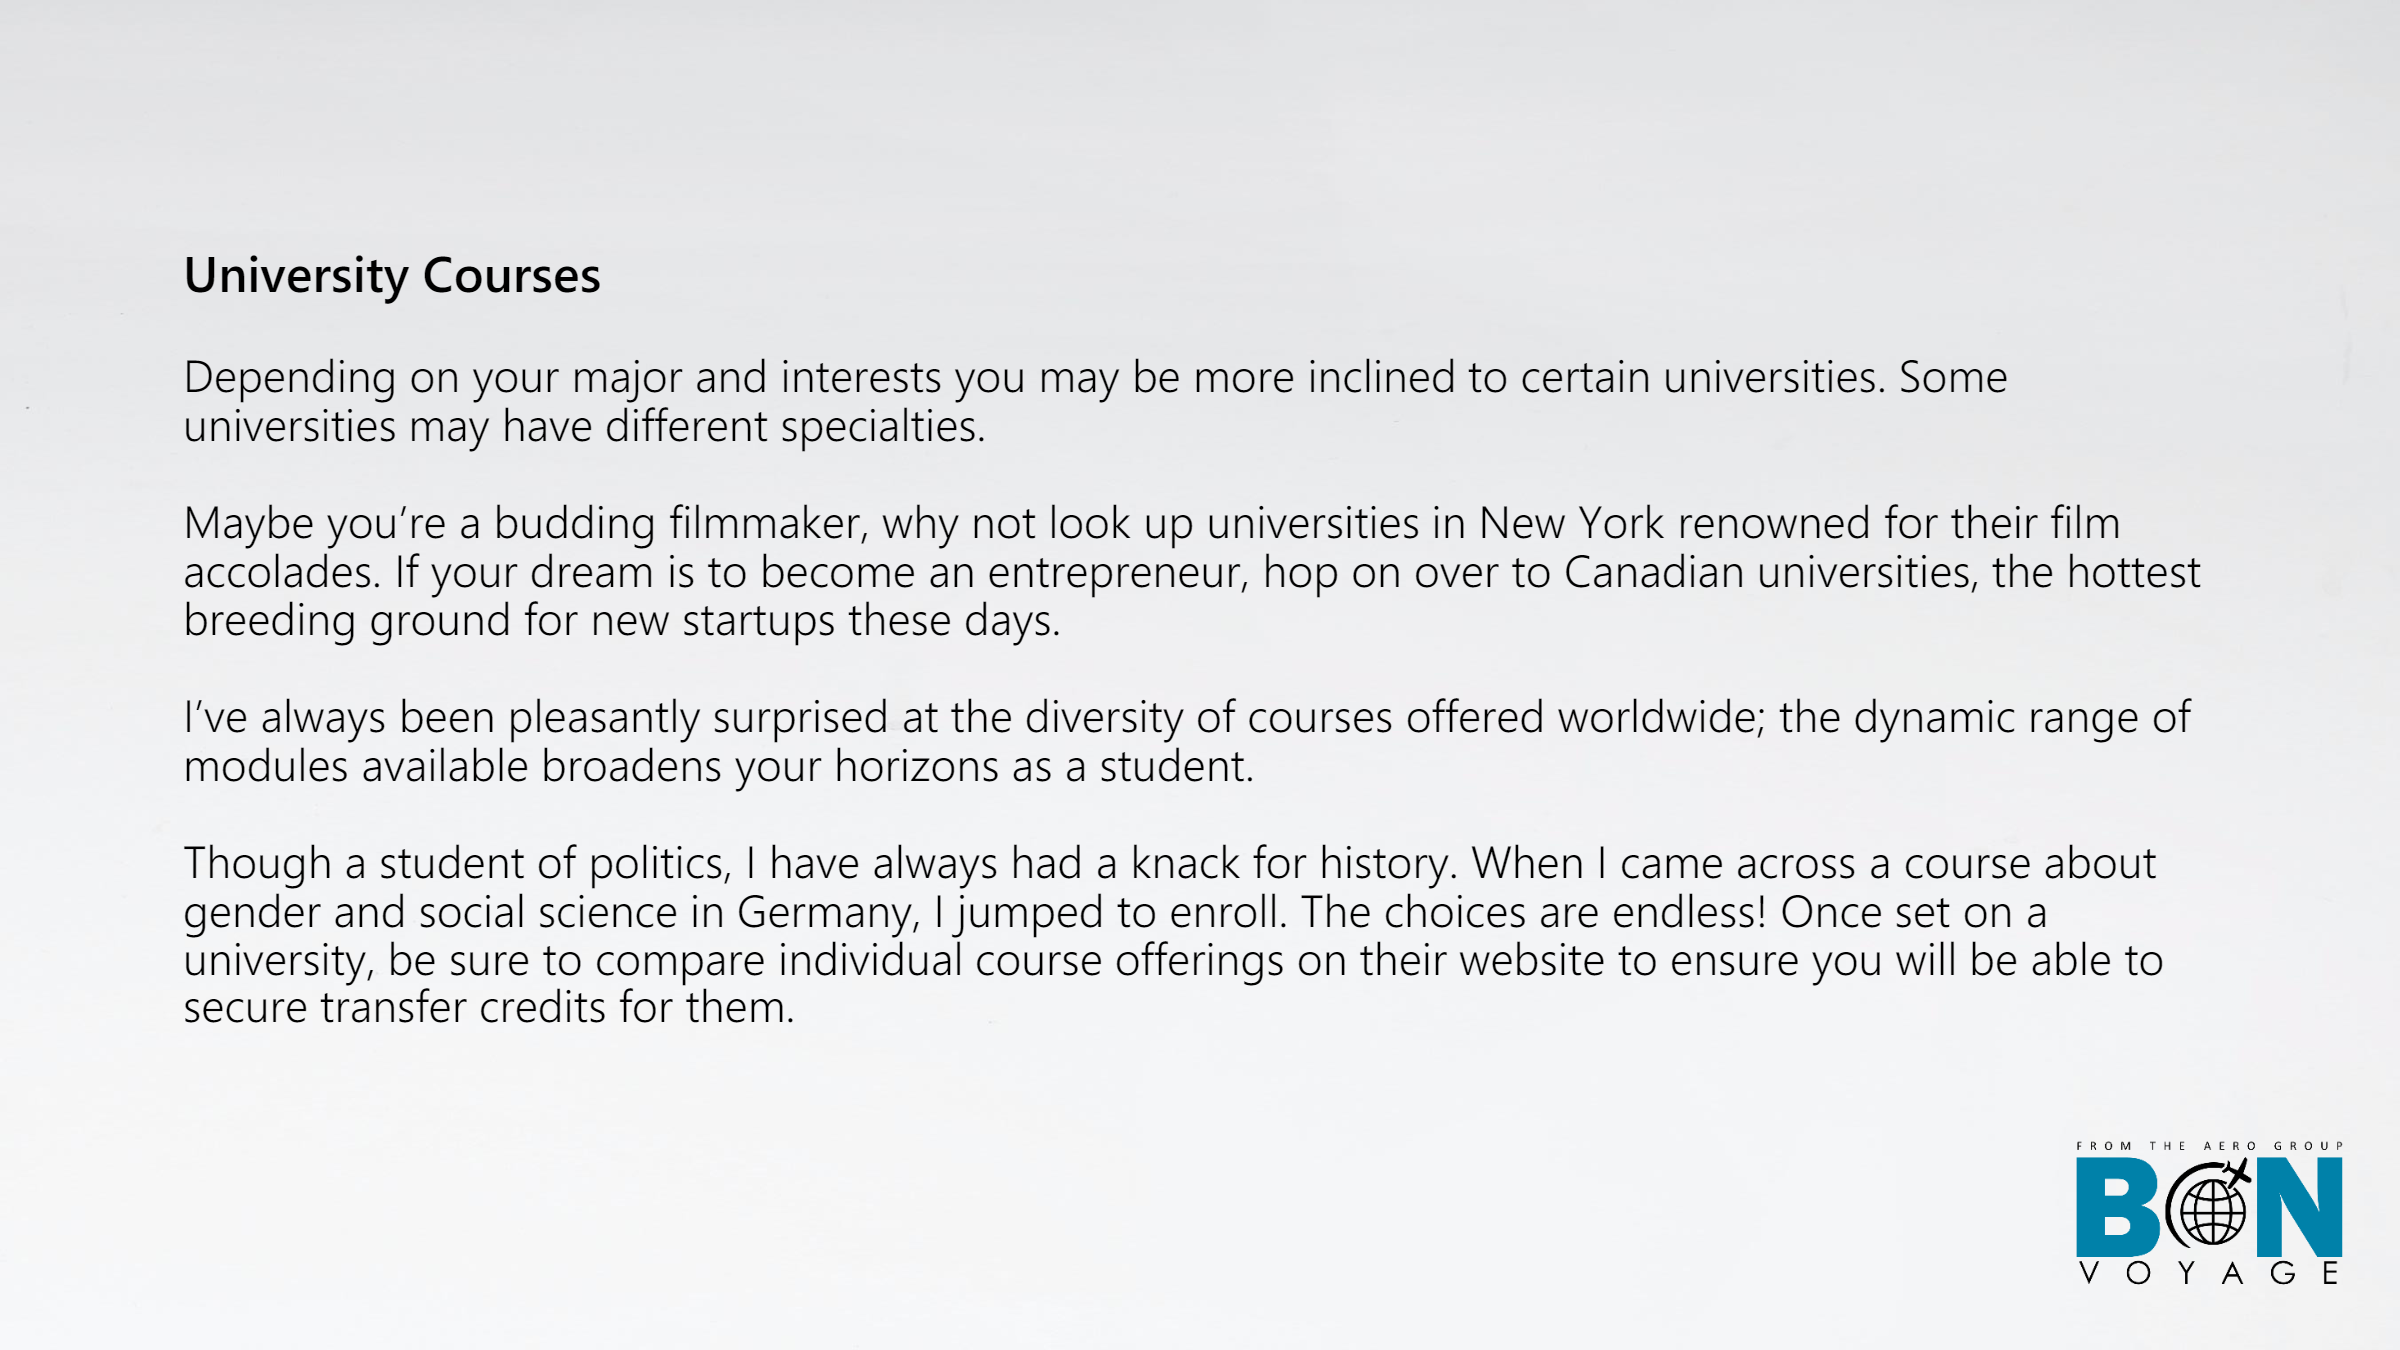 University Courses
Depending on your major and interests you may be more inclined to certain universities. Some
universities may have different specialties.
Maybe you’re a budding filmmaker, why not look up universities in New York renowned for their film
accolades. If your dream is to become an entrepreneur, hop on over to Canadian universities, the hottest
breeding ground for new startups these days.
I’ve always been pleasantly surprised at the diversity of courses offered worldwide; the dynamic range of
modules available broadens your horizons as a student.
Though a student of politics, I have always had a knack for history. When I came across a course about
gender and social science in Germany, I jumped to enroll. The choices are endless! Once set on a
university, be sure to compare individual course offerings on their website to ensure you will be able to
secure transfer credits for them.
FROM THE AERO GROUP
BON
VOYAGE